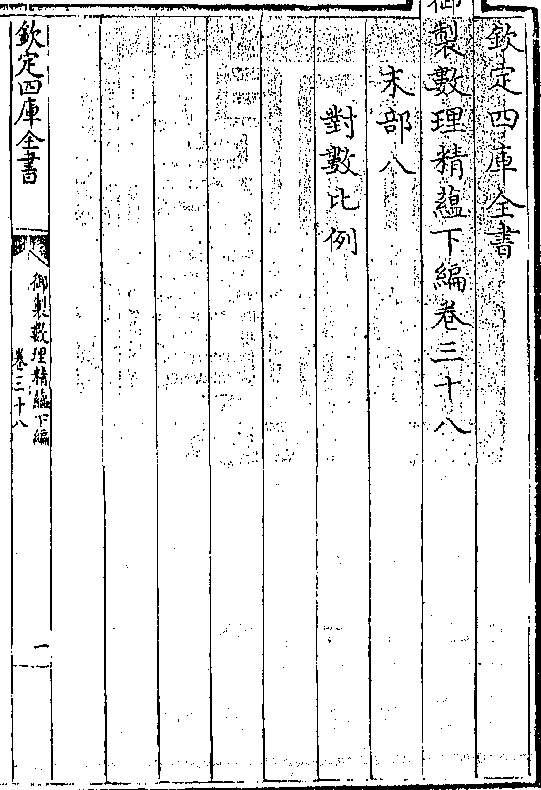 欽定四庫全書
御製數理精藴下編卷三十八
末部八
對數比例
欽定四庫全書
御製數理精藴下編
卷三十八
一